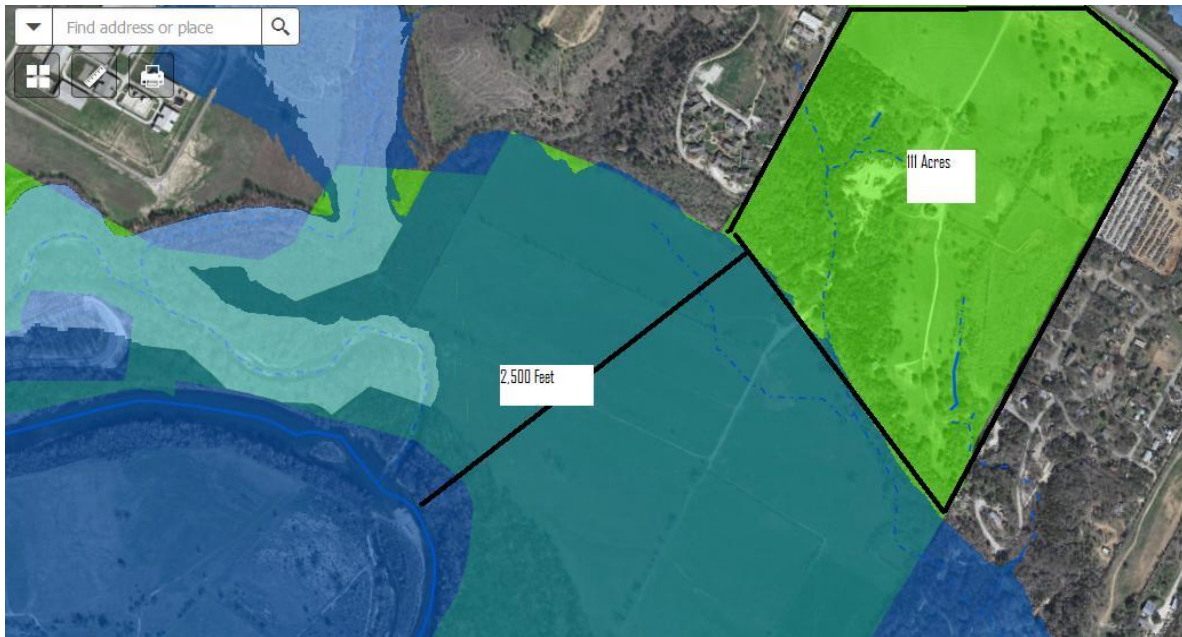 Find address or place
111 Acres
2,500 Feet